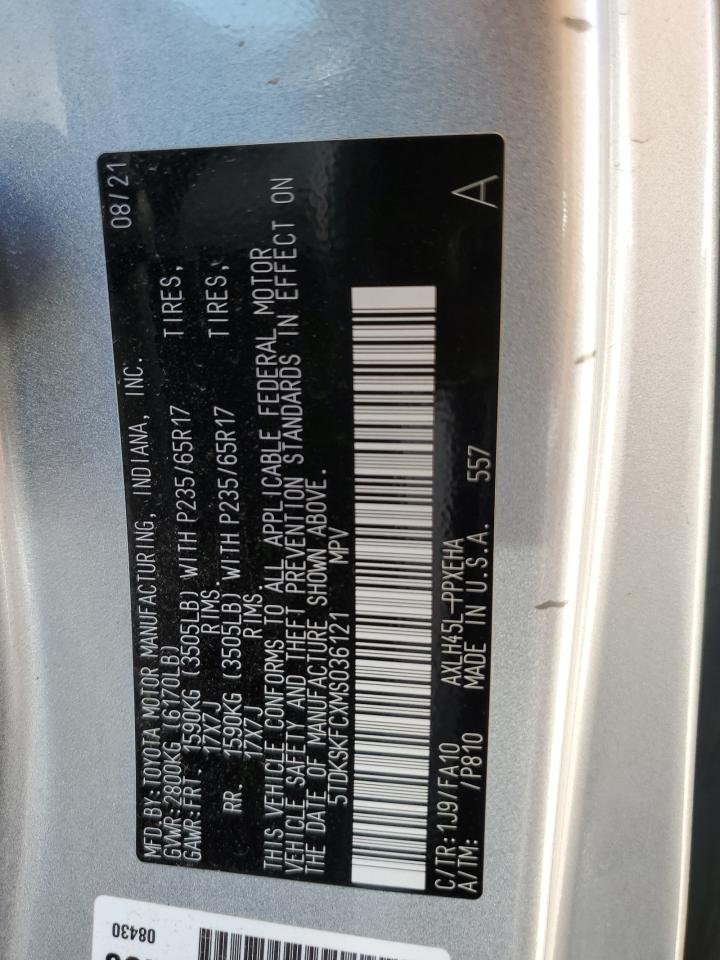 MFD.BY:TOYOTA MOTOR MANUFACTURING, INDIANA, INC. 08/21
GVWR:2800KG (6170LB)
GAWR:FRT. 1590KG (3505LB) WITH P235/65R17 TIRES,
17X7J RIMS.
RR. 1590KG (3505LB) WITH P235/65R17 TIRES,
17X7J RIMS
THIS VEHICLE CONFORMS TO ALL APPLICABLE FEDERAL MOTOR
VEHICLE SAFETY AND THEFT PREVENTION STANDARDS IN EFFECT ON
THE DATE OF MANUFACTURE SHOWN ABOVE.
5TDKSKFCXMS036121 MPV
C/TR:1J9/FA10 AXLH45L-PPXEHA
A/TM: /P810 MADE IN U.S.A. 557 A
08430